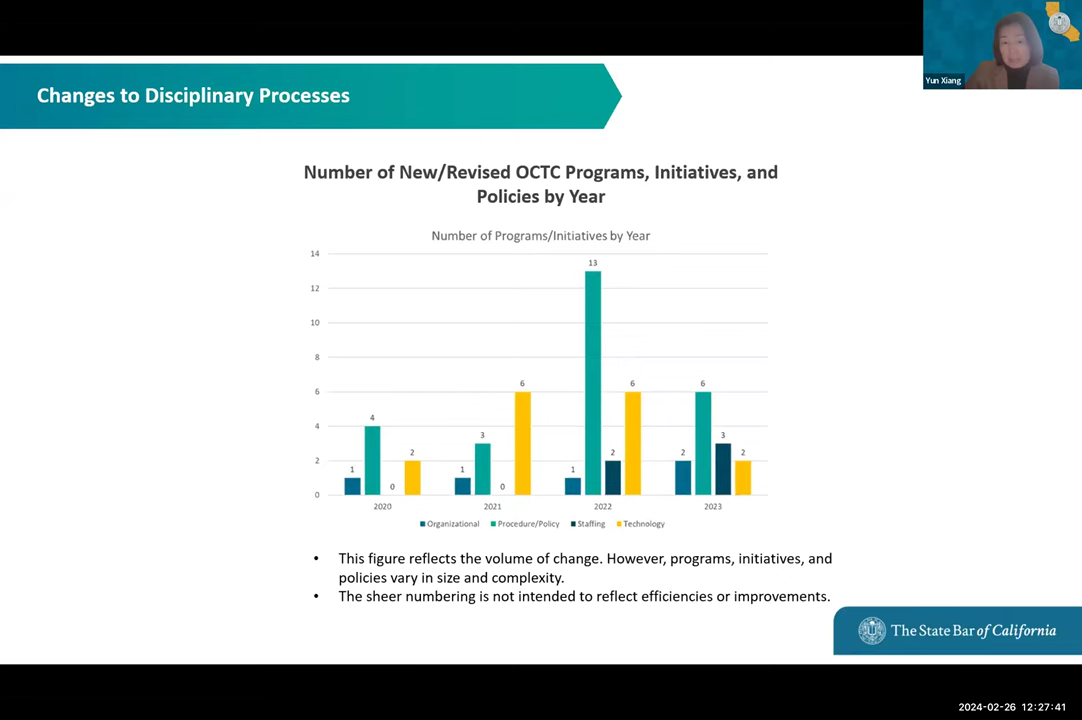 Yun Xiang
Changes to Disciplinary Processes
Number of New/Revised OCTC Programs, Initiatives, and
Policies by Year
Number of Programs/Initiatives by Year
14
12
10
8
6
4
2
0
1
4
0
2
1
3
0
6
1
13
2
6
2
6
3
2
2020
2021
2022
2023
Organizational
Procedure/Policy
Staffing
Technology
• This figure reflects the volume of change. However, programs, initiatives, and
policies vary in size and complexity.
• The sheer numbering is not intended to reflect efficiencies or improvements.
The State Bar of California
2024-02-26 12:27:41